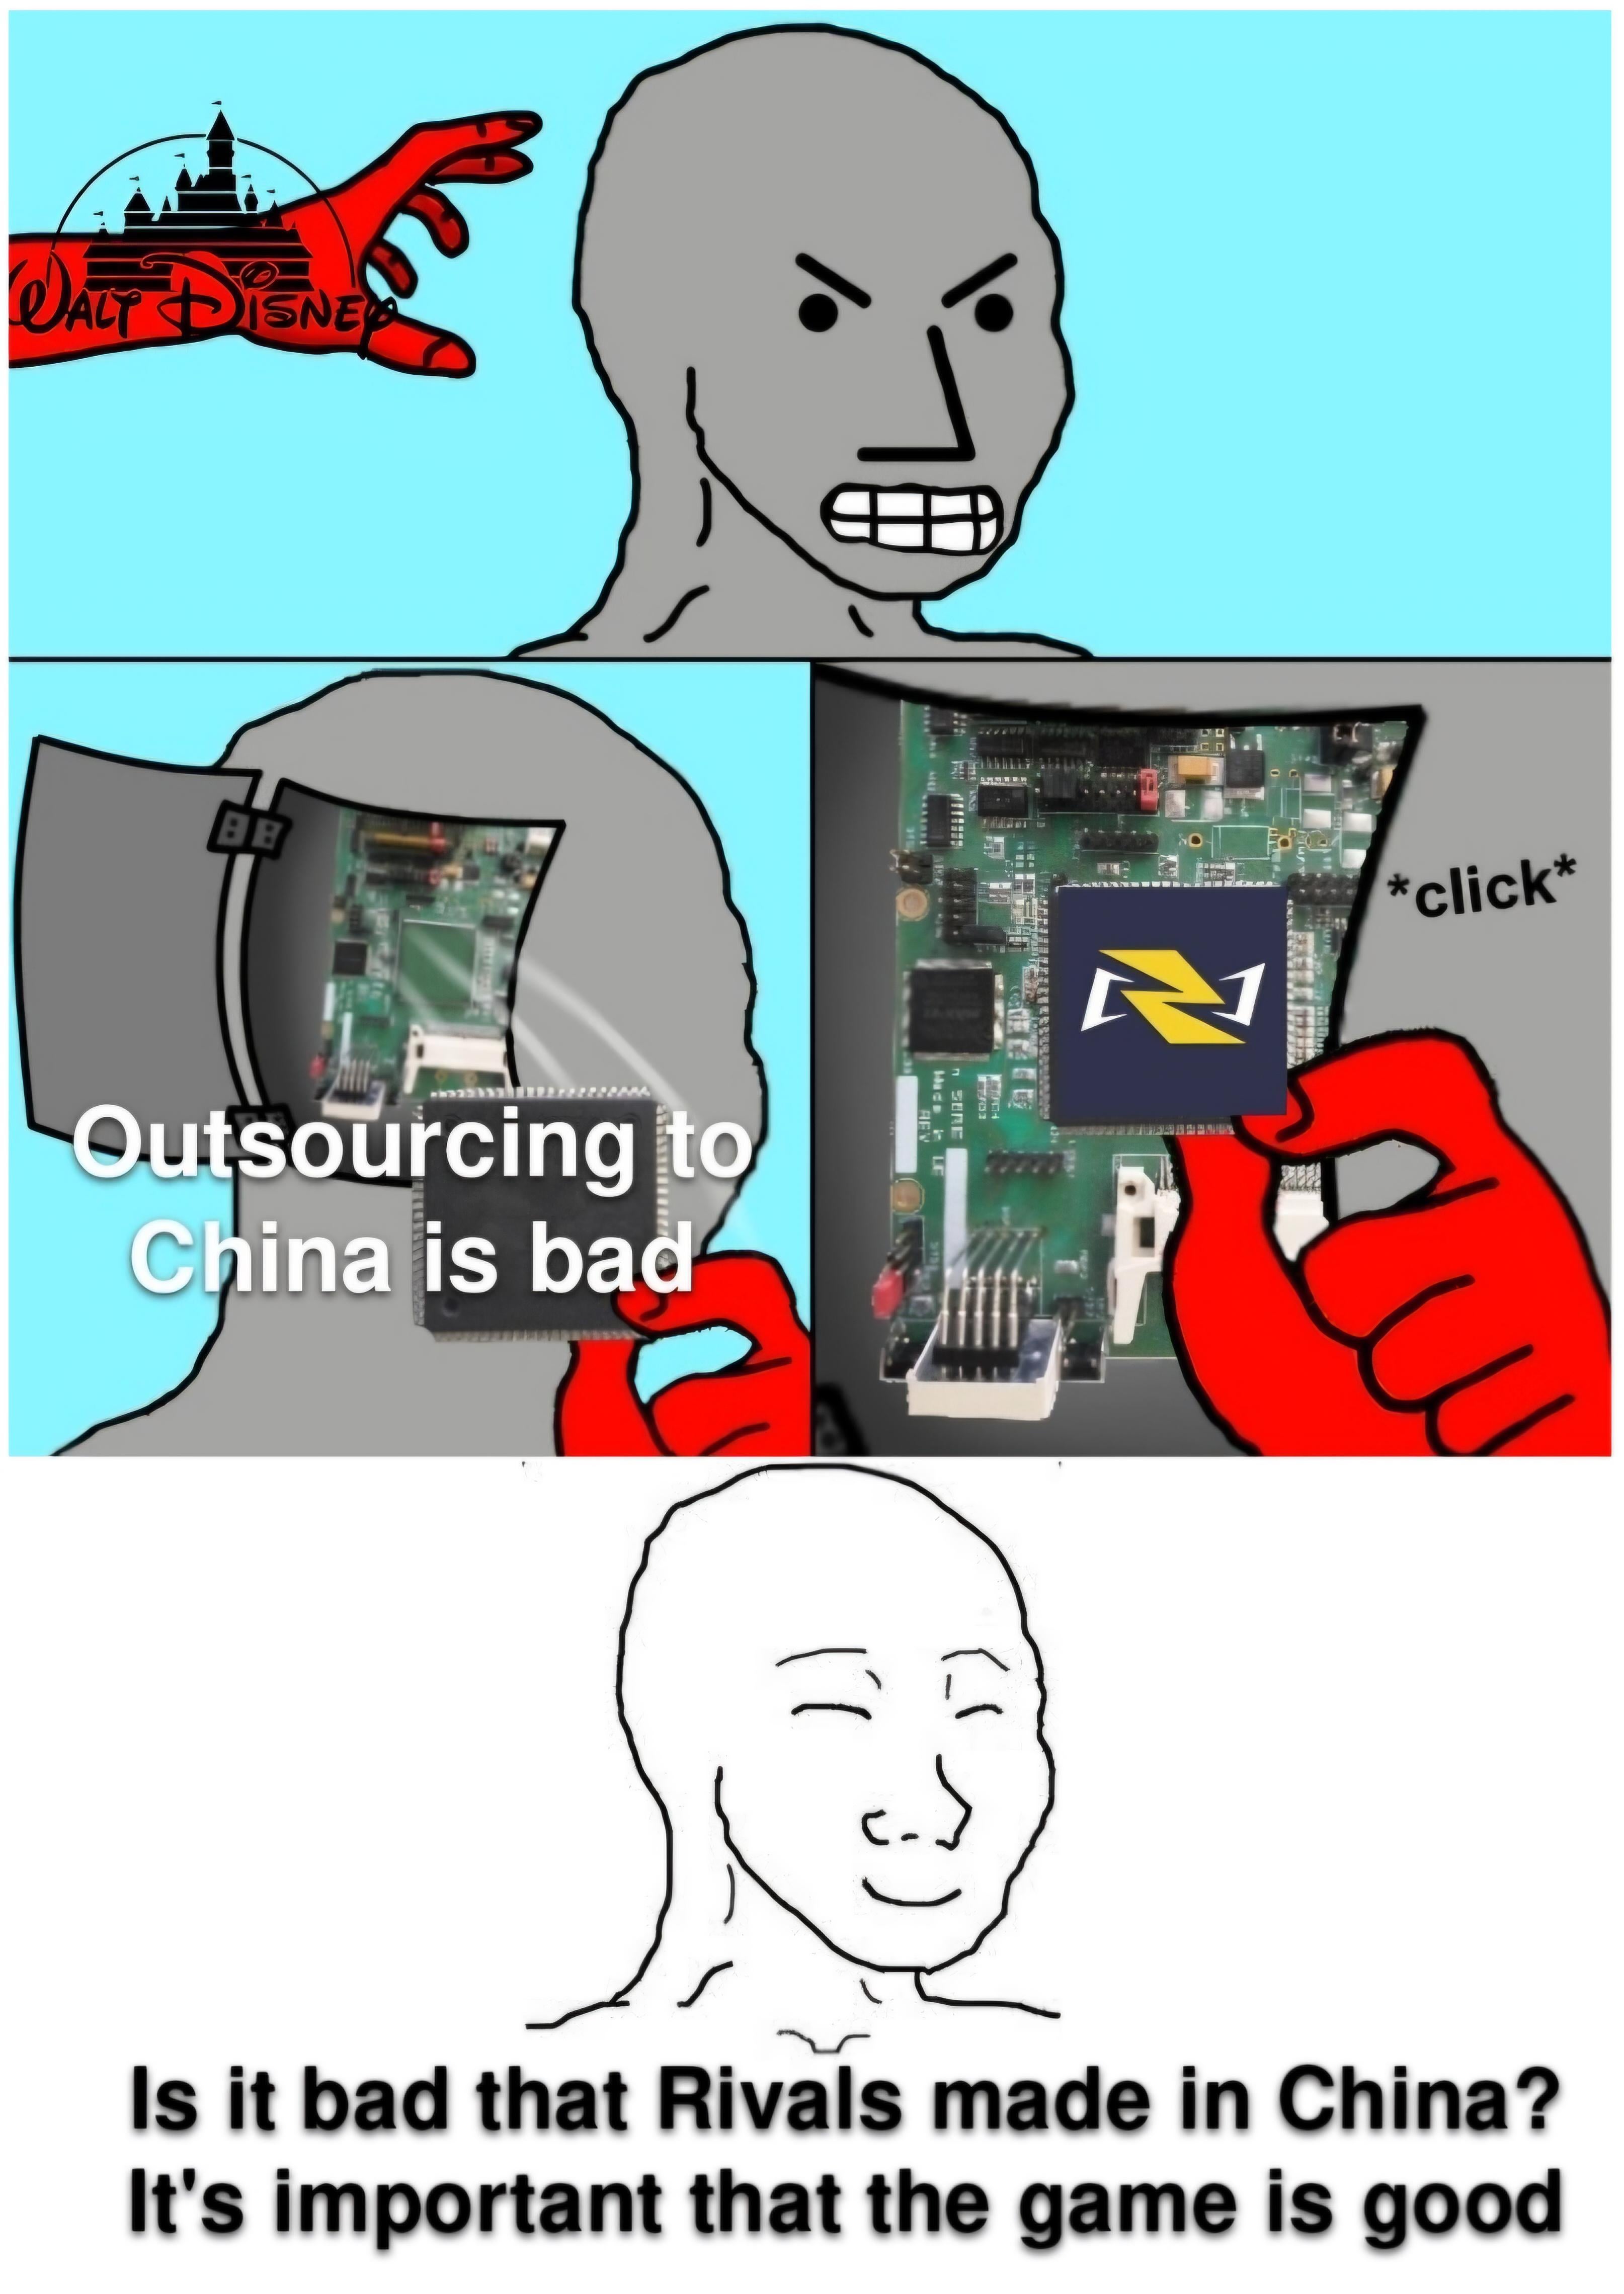 WALT DISNEY
Outsourcing to
China is bad
*click*
Is it bad that Rivals made in China?
It's important that the game is good